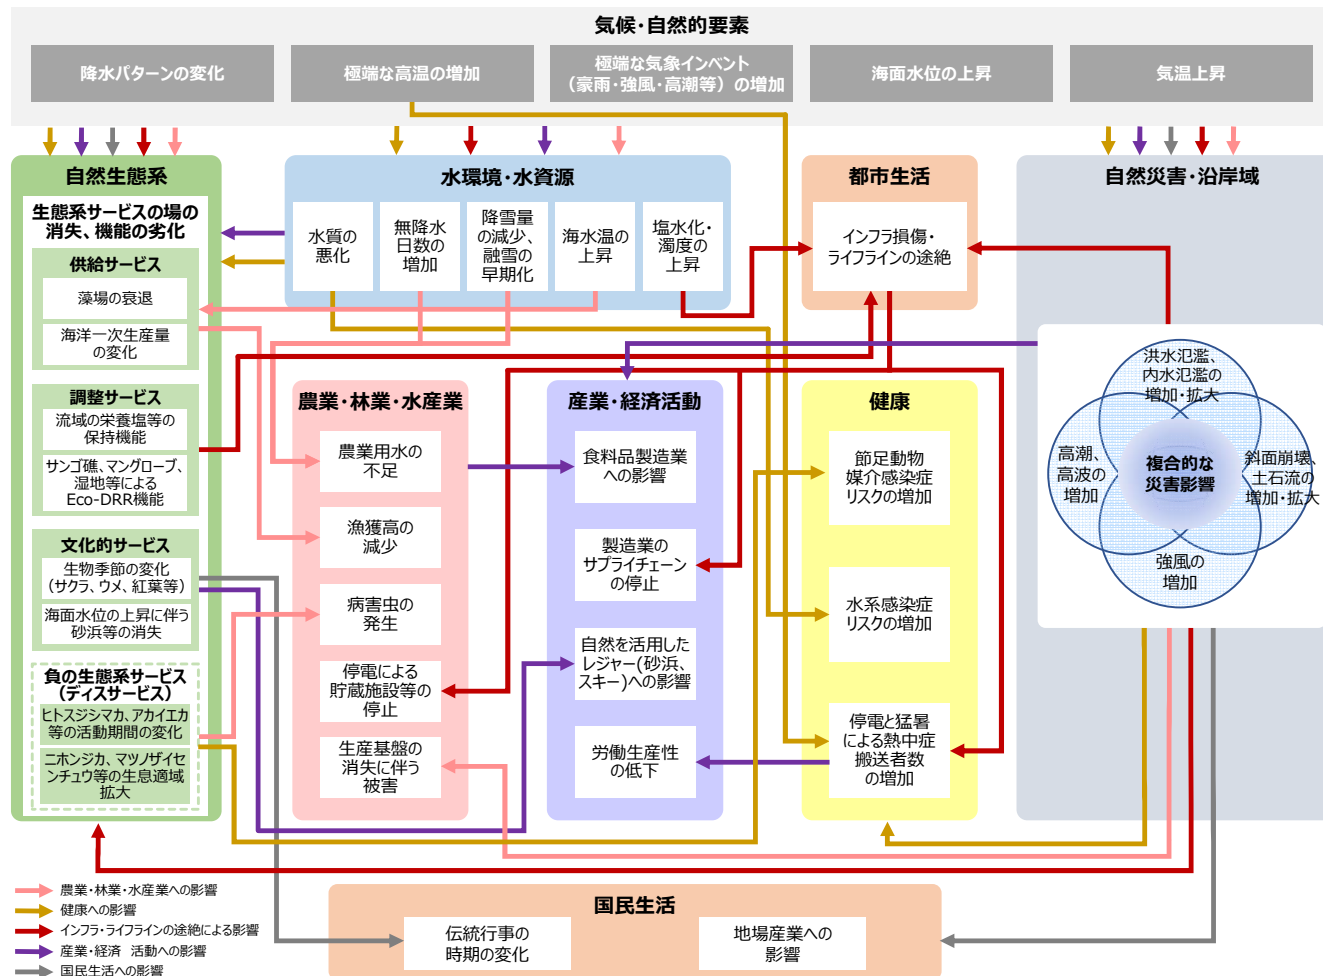 気候・自然的要素
降水パターンの変化
極端な高温の増加
極端な気象インベント
（豪雨・強風・高潮等）の増加
海面水位の上昇
気温上昇
自然生態系
生態系サービスの場の
消失、機能の劣化
供給サービス
藻場の衰退
海洋一次生産量
の変化
調整サービス
流域の栄養塩等の
保持機能
サンゴ礁、マングローブ、
湿地等による
Eco-DRR機能
文化的サービス
生物季節の変化
（サクラ、ウメ、紅葉等）
海面水位の上昇に伴う
砂浜等の消失
負の生態系サービス
（ディスサービス）
ヒトスジシマカ、アカイエカ
等の活動期間の変化
ニホンジカ、マツノザイセ
ンチュウ等の生息適域
拡大
水環境・水資源
水質の
悪化
無降水
日数の
増加
降雪量
の減少、
融雪の
早期化
海水温の
上昇
塩水化・
濁度の
上昇
都市生活
インフラ損傷・
ライフラインの途絶
自然災害・沿岸域
洪水氾濫、
内水氾濫の
増加・拡大
高潮、
高波の
増加
複合的な
災害影響
斜面崩壊、
土石流の
増加・拡大
強風の
増加
農業・林業・水産業
農業用水の
不足
漁獲高の
減少
病害虫の
発生
停電による
貯蔵施設等の
停止
生産基盤の
消失に伴う
被害
産業・経済活動
食料品製造業
への影響
製造業の
サプライチェーン
の停止
自然を活用した
レジャー(砂浜、
スキー)への影響
労働生産性
の低下
健康
節足動物
媒介感染症
リスクの増加
水系感染症
リスクの増加
停電と猛暑
による熱中症
搬送者数
の増加
国民生活
伝統行事の
時期の変化
地場産業への
影響
農業・林業・水産業への影響
健康への影響
インフラ・ライフラインの途絶による影響
産業・経済　活動への影響
国民生活への影響